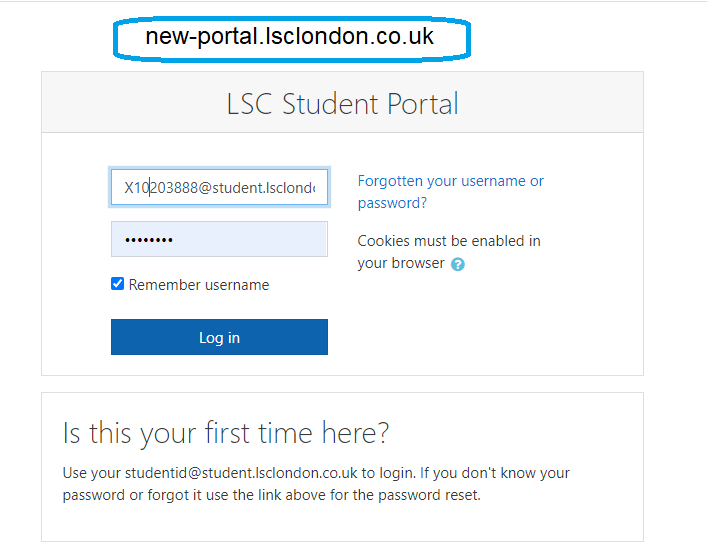 new-portal.lsclondon.co.uk
LSC Student Portal
X10203888@student.lsclond
Forgotten your username or
password?
••••••••
Cookies must be enabled in
your browser
Remember username
Log in
Is this your first time here?
Use your studentid@student.lsclondon.co.uk to login. If you don't know your
password or forgot it use the link above for the password reset.